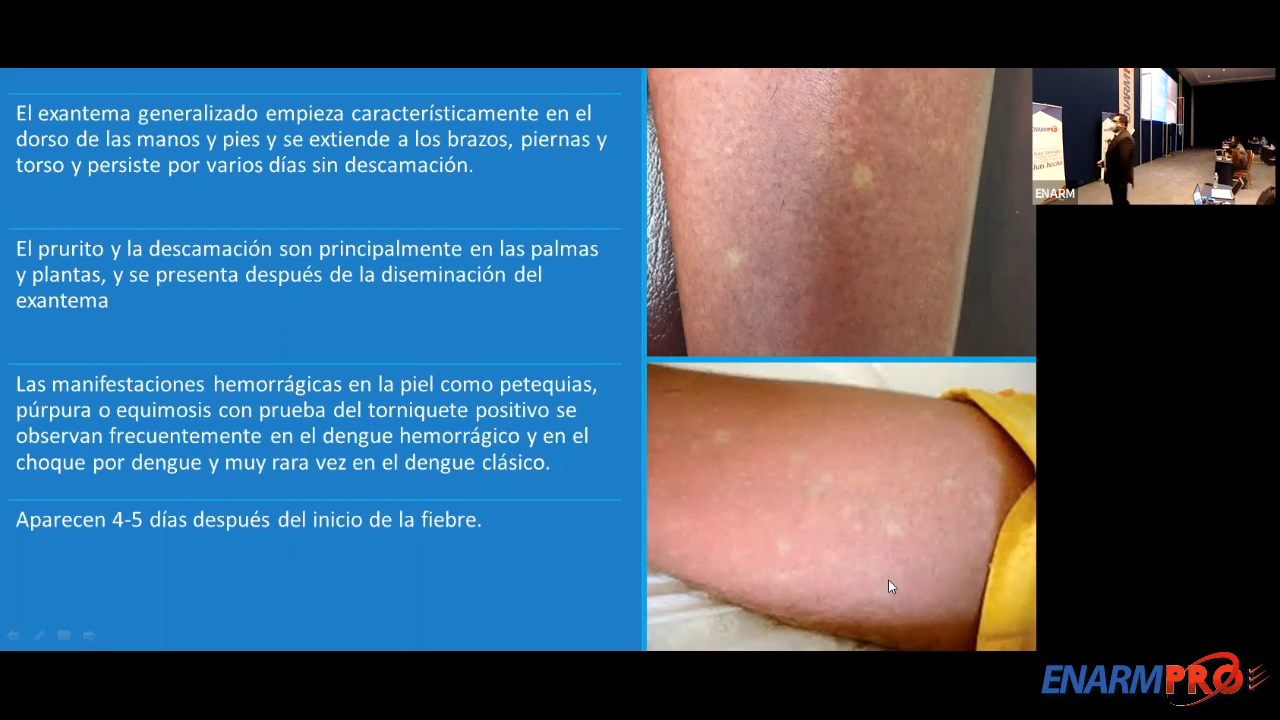 El exantema generalizado empieza característicamente en el
dorso de las manos y pies y se extiende a los brazos, piernas y
torso y persiste por varios días sin descamación.
El prurito y la descamación son principalmente en las palmas
y plantas, y se presenta después de la diseminación del
exantema
Las manifestaciones hemorrágicas en la piel como petequias,
púrpura o equimosis con prueba del torniquete positivo se
observan frecuentemente en el dengue hemorrágico y en el
choque por dengue y muy rara vez en el dengue clásico.
Aparecen 4-5 días después del inicio de la fiebre.
ENARMPRO
ENARM
ENARMPRO